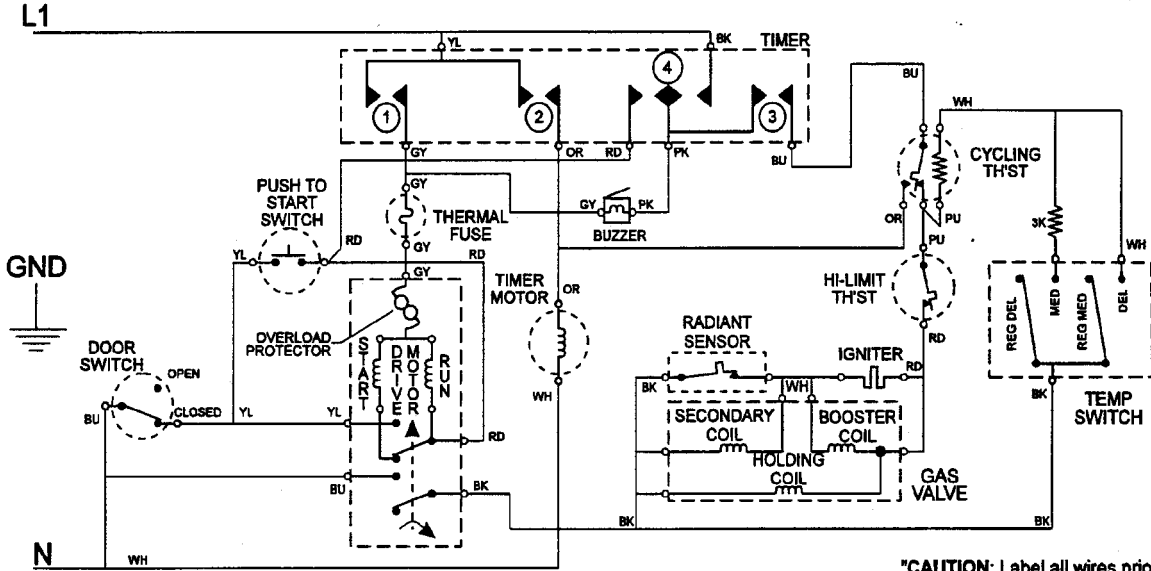 L1
YL
BK
TIMER
4
1
2
3
BU
WH
GY
OR
RD
PK
BU
CYCLING
TH'ST
PUSH TO
START
SWITCH
GY
THERMAL
FUSE
GY
PK
BUZZER
OR
PU
3K
WH
YL
RD
GY
RD
PU
GND
GY
TIMER
MOTOR
OR
HI-LIMIT
TH'ST
REG DEL
MED
REG MED
DEL
OVERLOAD
PROTECTOR
RADIANT
SENSOR
IGNITER
RD
RD
DOOR
SWITCH
OPEN
START
DRIVE
MOTOR
RUN
BK
WH
BK
TEMP
SWITCH
BU
CLOSED
YL
YL
WH
SECONDARY
COIL
BOOSTER
COIL
RD
HOLDING
COIL
GAS
VALVE
BU
BK
BK
BK
N
WH
"CAUTION: Label all wires prio